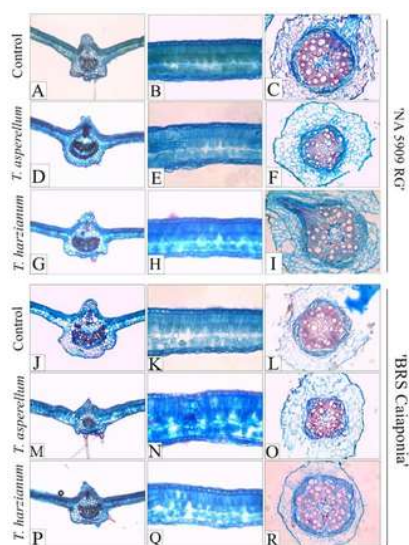 Control
A
B
C
T. asperellum
D
E
F
T. harzianum
G
H
I
'NA 5909 RG'
Control
J
K
L
T. asperellum
M
N
O
T. harzianum
P
Q
R
'BRS Caiaponia'